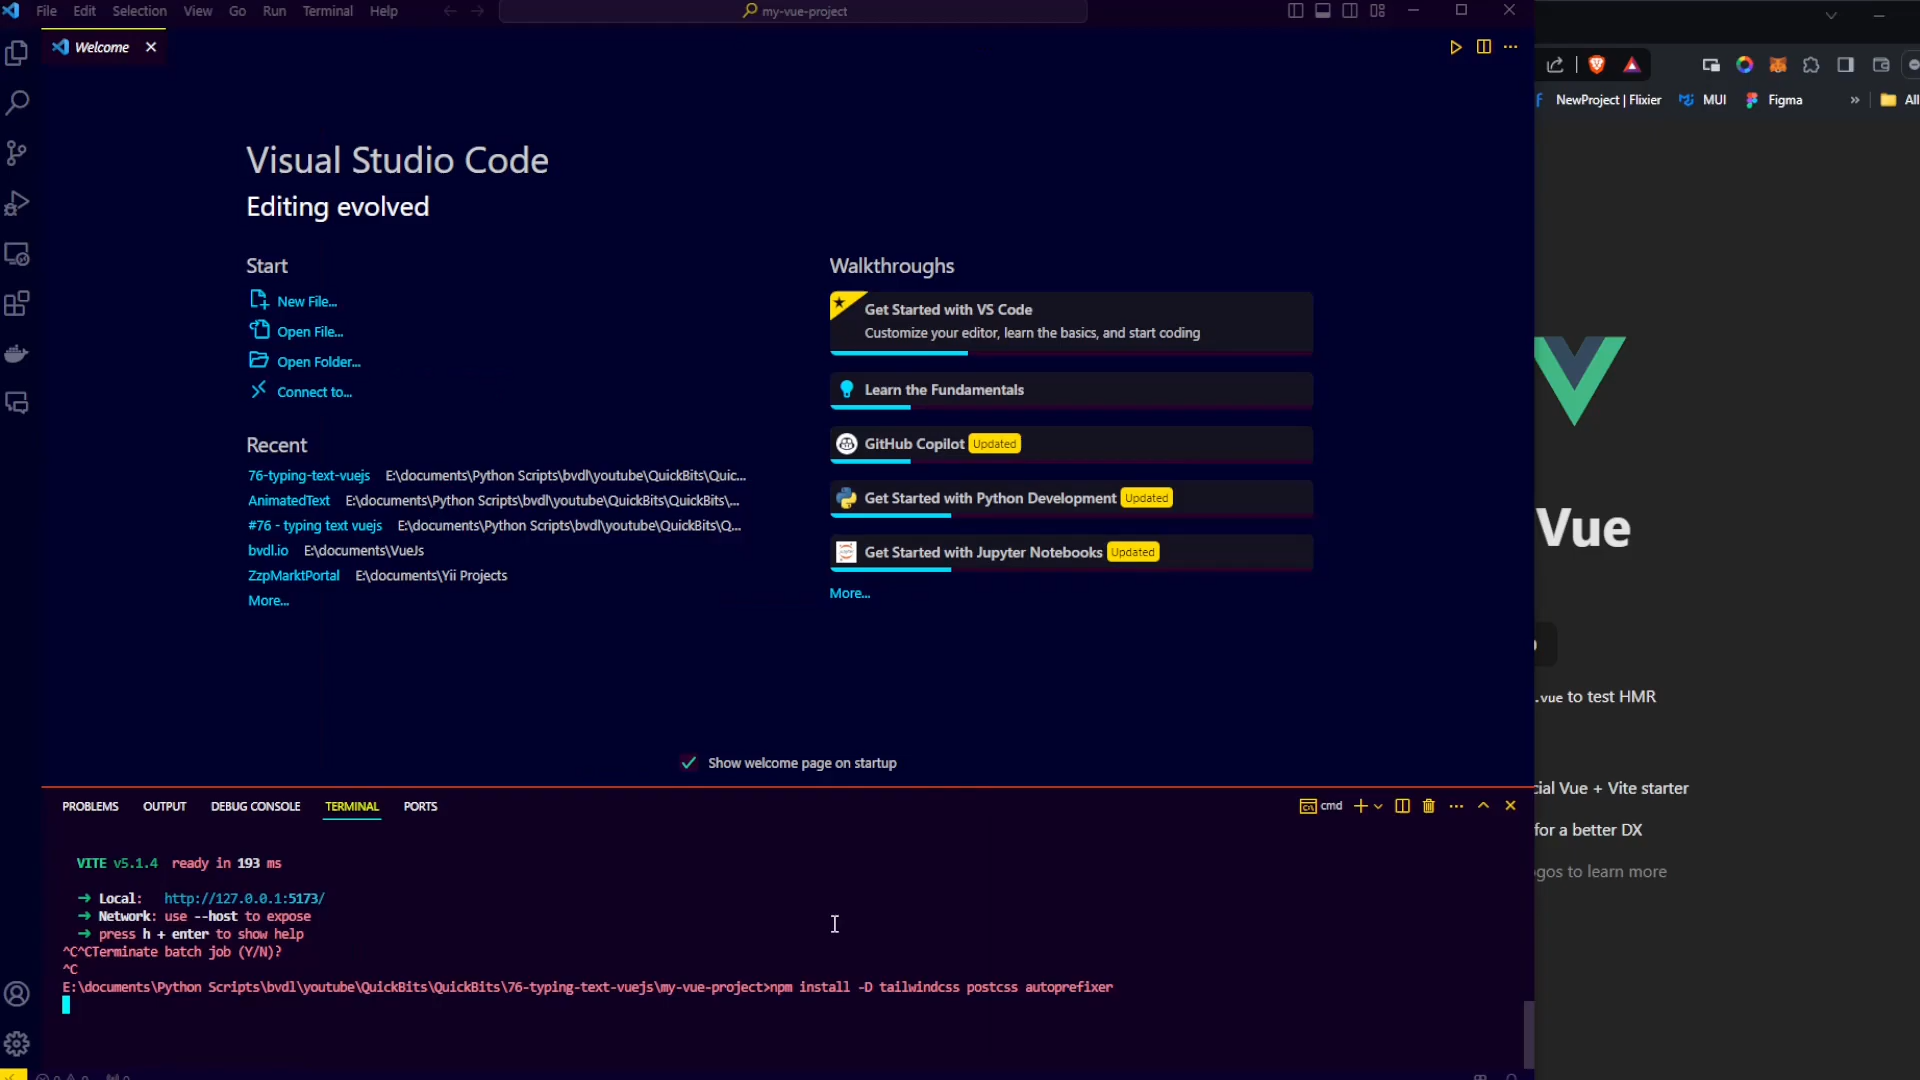 File Edit Selection View Go Run Terminal Help
my-vue-project
Welcome
NewProject | Flixier MUI Figma » All
Visual Studio Code
Editing evolved
Start
New File...
Open File...
Open Folder...
Connect to...
Recent
76-typing-text-vuejs E:\documents\Python Scripts\bvdl\youtube\QuickBits\Quic...
AnimatedText E:\documents\Python Scripts\bvdl\youtube\QuickBits\QuickBits\...
#76 - typing text vuejs E:\documents\Python Scripts\bvdl\youtube\QuickBits\Q...
bvdl.io E:\documents\VueJs
ZzpMarktPortal E:\documents\Yii Projects
More...
Walkthroughs
Get Started with VS Code
Customize your editor, learn the basics, and start coding
Learn the Fundamentals
GitHub Copilot Updated
Get Started with Python Development Updated
Get Started with Jupyter Notebooks Updated
More...
Show welcome page on startup
Vue
.vue to test HMR
cial Vue + Vite starter
for a better DX
ogos to learn more
PROBLEMS OUTPUT DEBUG CONSOLE TERMINAL PORTS
cmd
VITE v5.1.4 ready in 193 ms
➜ Local: http://127.0.0.1:5173/
➜ Network: use --host to expose
➜ press h + enter to show help
^C^CTerminate batch job (Y/N)?
^C
E:\documents\Python Scripts\bvdl\youtube\QuickBits\QuickBits\76-typing-text-vuejs\my-vue-project>npm install -D tailwindcss postcss autoprefixer